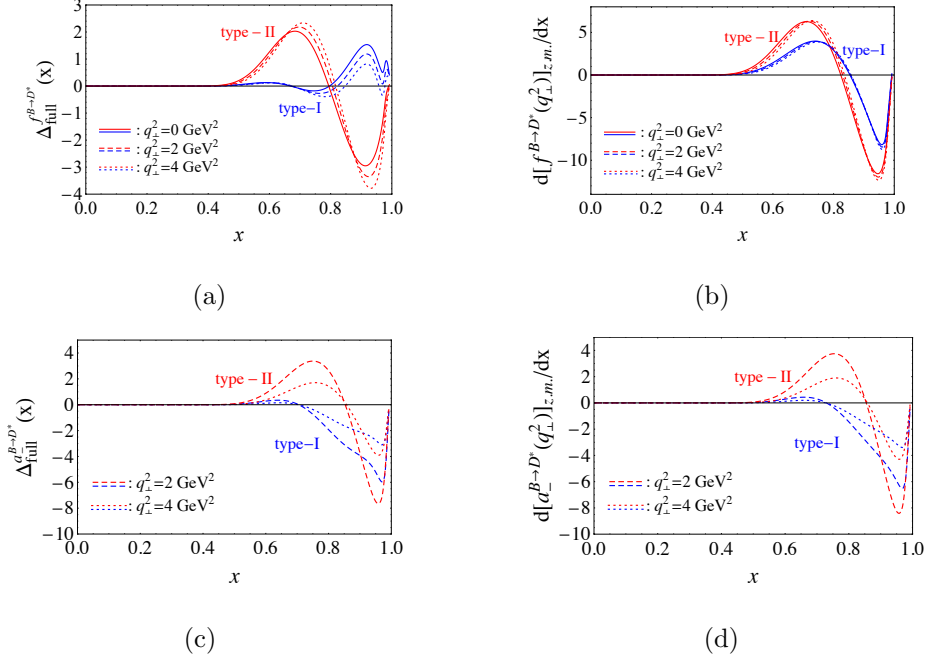 Δ_full^{f^{B→D*}}(x)
3
2
1
0
−1
−2
−3
−4
type−II
type-I
: q⊥²=0 GeV²
: q⊥²=2 GeV²
: q⊥²=4 GeV²
0.0 0.2 0.4 0.6 0.8 1.0
x
(a)
d[f^{B→D*}(q⊥²)]_{z.m.}/dx
5
0
−5
−10
type−II
type-I
: q⊥²=0 GeV²
: q⊥²=2 GeV²
: q⊥²=4 GeV²
0.0 0.2 0.4 0.6 0.8 1.0
x
(b)
Δ_full^{a_−^{B→D*}}(x)
4
2
0
−2
−4
−6
−8
−10
type−II
type-I
: q⊥²=2 GeV²
: q⊥²=4 GeV²
0.0 0.2 0.4 0.6 0.8 1.0
x
(c)
d[a_−^{B→D*}(q⊥²)]_{z.m.}/dx
4
2
0
−2
−4
−6
−8
−10
type−II
type-I
: q⊥²=2 GeV²
: q⊥²=4 GeV²
0.0 0.2 0.4 0.6 0.8 1.0
x
(d)